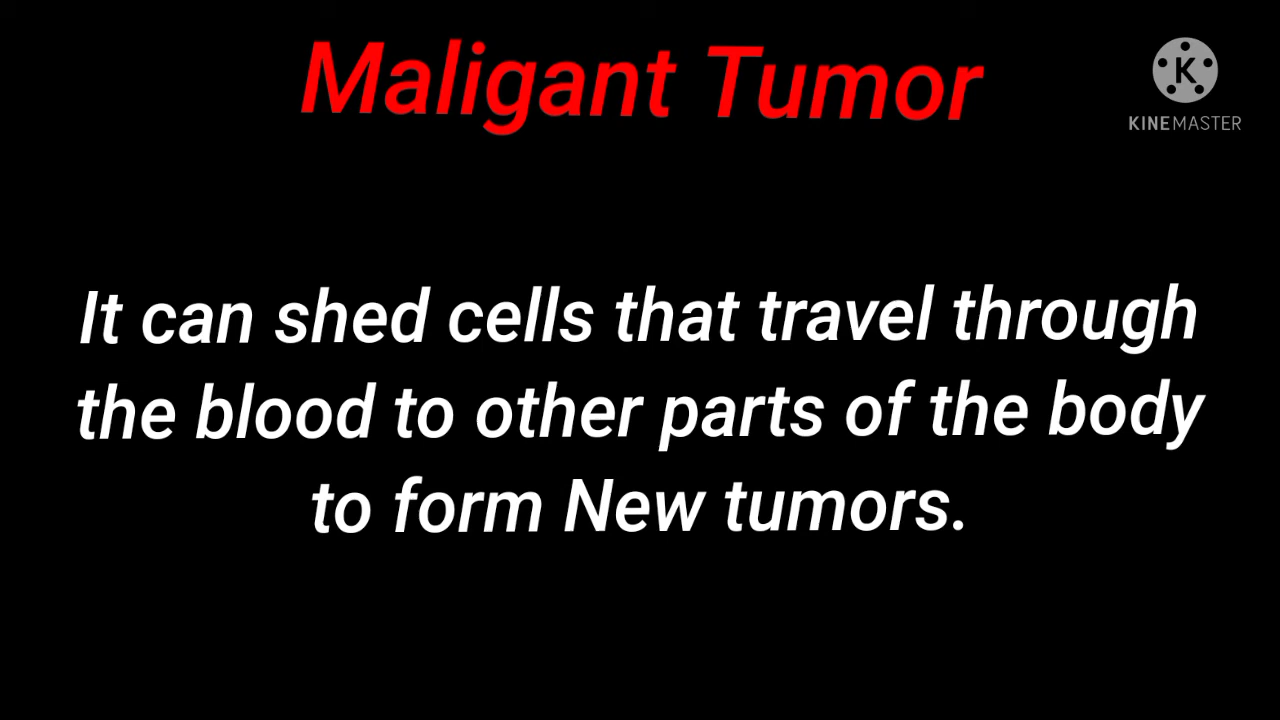 Maligant Tumor
K
KINEMASTER
It can shed cells that travel through
the blood to other parts of the body
to form New tumors.